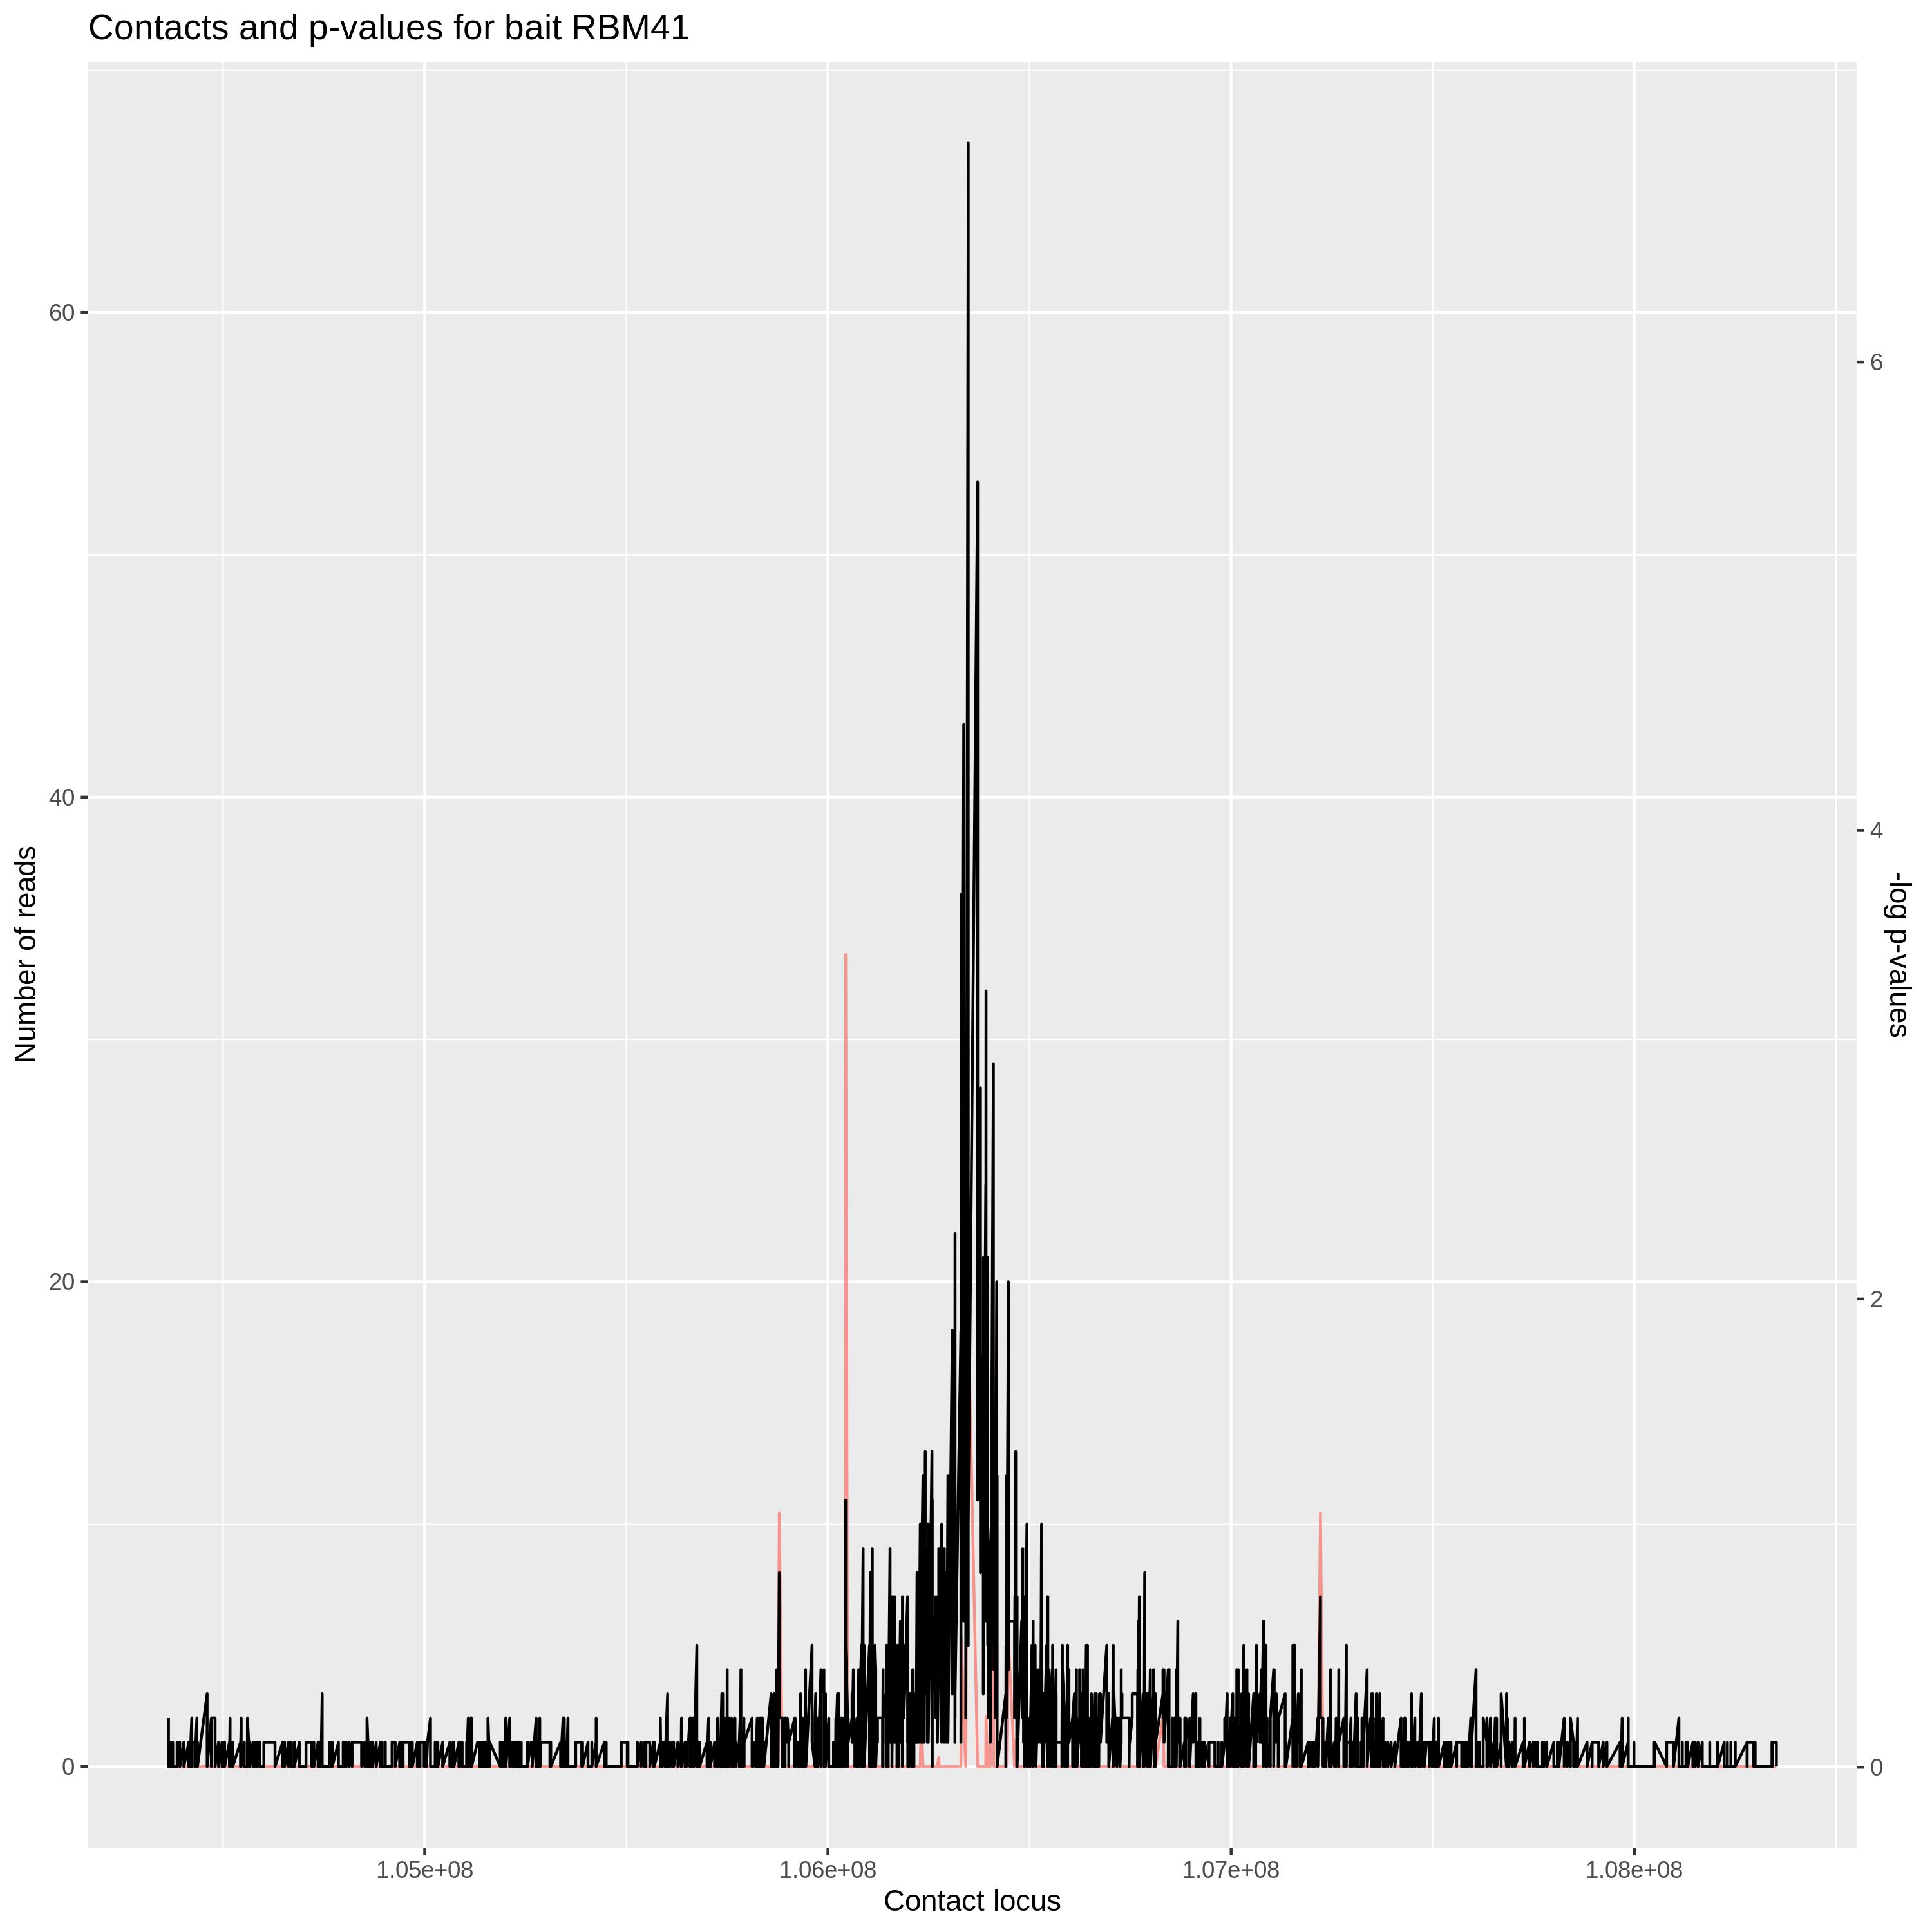 Contacts and p-values for bait RBM41
60
40
20
0
Number of reads
6
4
2
0
-log p-values
1.05e+08
1.06e+08
1.07e+08
1.08e+08
Contact locus